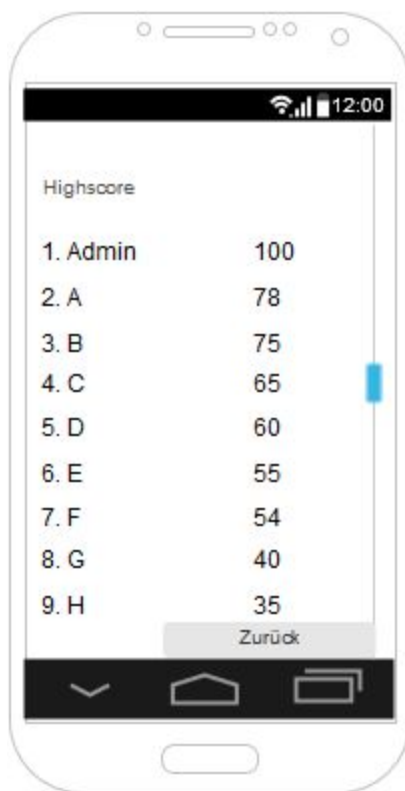 12:00
Highscore
1. Admin 100
2. A 78
3. B 75
4. C 65
5. D 60
6. E 55
7. F 54
8. G 40
9. H 35
Zurück